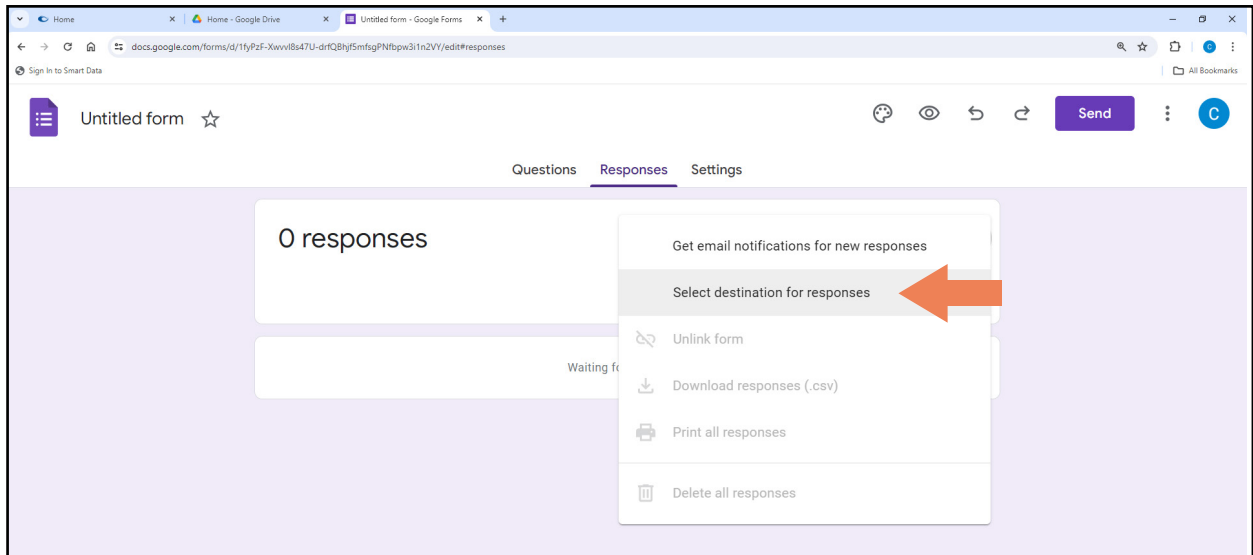 Home
Home - Google Drive
Untitled form - Google Forms
docs.google.com/forms/d/1fyPzF-Xwvvl8s47U-drfQBhjf5mfsgPNfbpw3i1n2VY/edit#responses
Sign In to Smart Data
All Bookmarks
Untitled form
Send
C
Questions Responses Settings
0 responses
Get email notifications for new responses
Select destination for responses
Unlink form
Waiting fo
Download responses (.csv)
Print all responses
Delete all responses